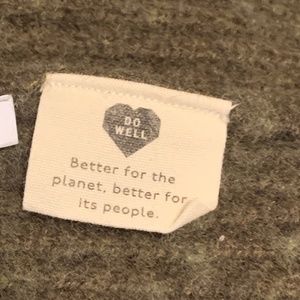 DO
WELL
Better for the
planet, better for
its people.